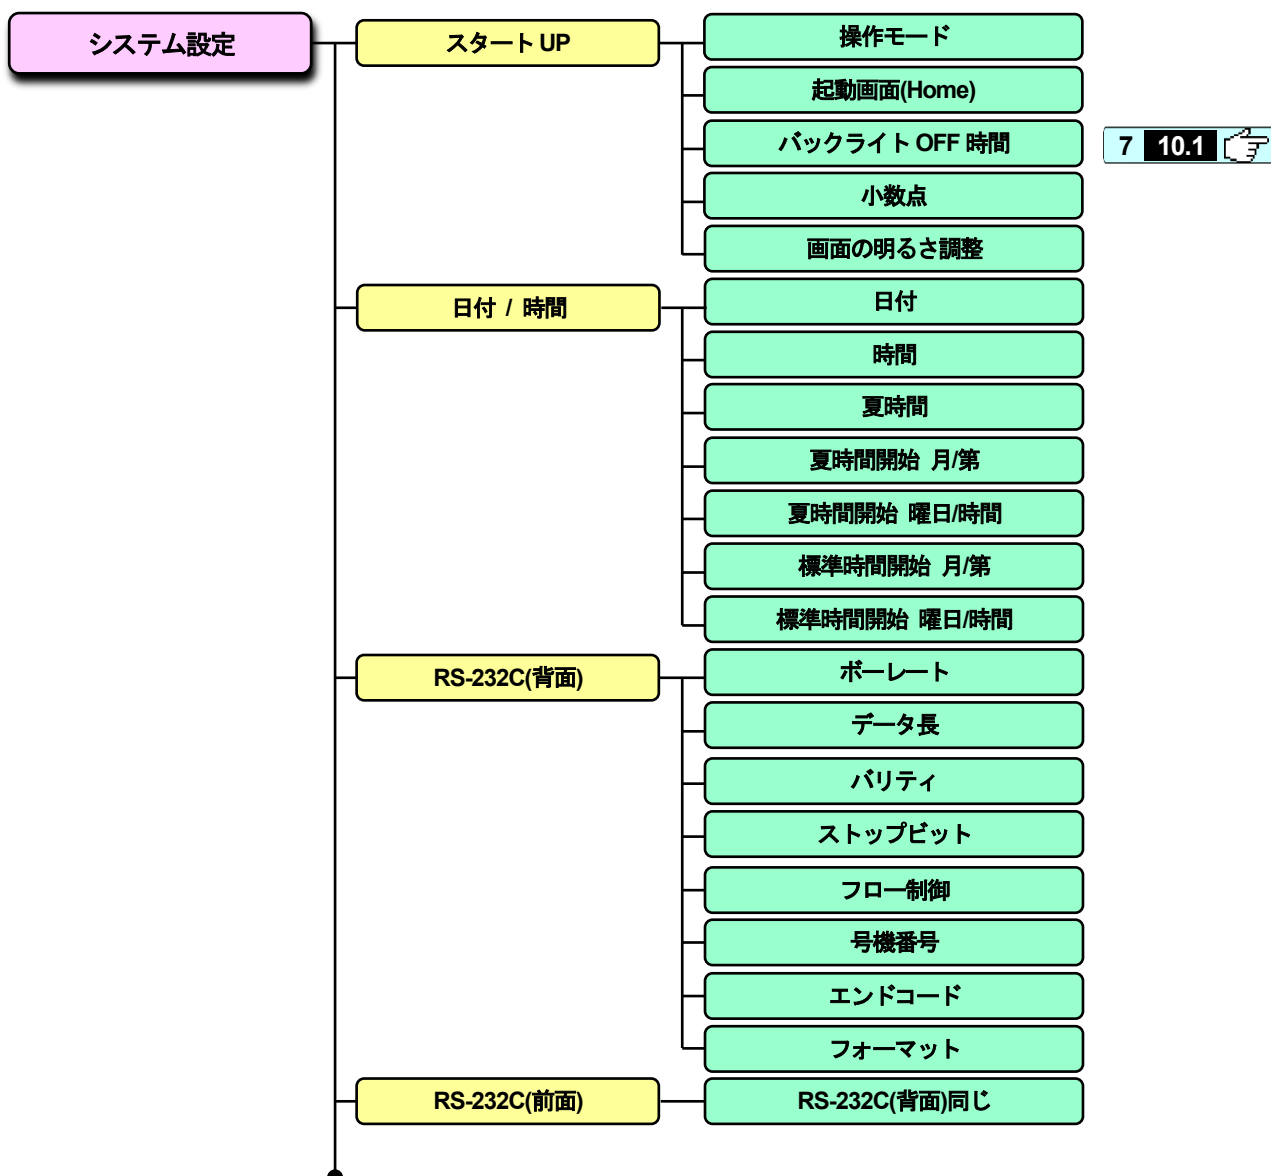 システム設定
スタート UP
操作モード
起動画面(Home)
バックライト OFF 時間
7 10.1
小数点
画面の明るさ調整
日付 / 時間
日付
時間
夏時間
夏時間開始 月/第
夏時間開始 曜日/時間
標準時間開始 月/第
標準時間開始 曜日/時間
RS-232C(背面)
ボーレート
データ長
パリティ
ストップビット
フロー制御
号機番号
エンドコード
フォーマット
RS-232C(前面)
RS-232C(背面)同じ